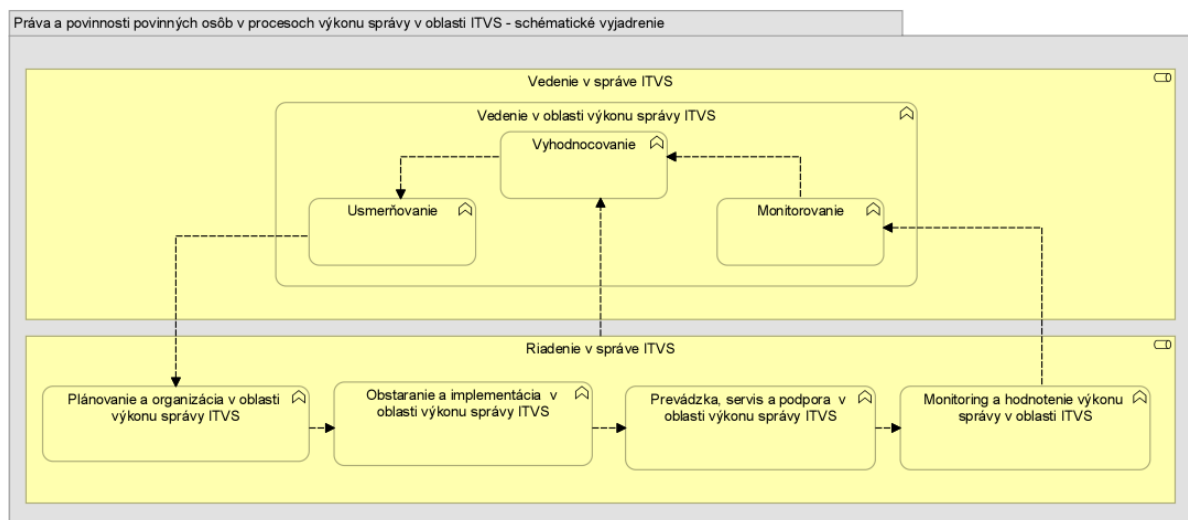 Práva a povinnosti povinných osôb v procesoch výkonu správy v oblasti ITVS - schématické vyjadrenie
Vedenie v správe ITVS
Vedenie v oblasti výkonu správy ITVS
Vyhodnocovanie
Usmerňovanie
Monitorovanie
Riadenie v správe ITVS
Plánovanie a organizácia v oblasti
výkonu správy ITVS
Obstaranie a implementácia v
oblasti výkonu správy ITVS
Prevádzka, servis a podpora v
oblasti výkonu správy ITVS
Monitoring a hodnotenie výkonu
správy v oblasti ITVS